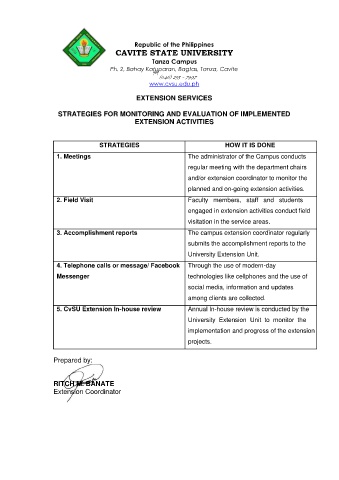 Republic of the Philippines
CAVITE STATE UNIVERSITY
Tanza Campus
Ph. 2, Bahay Katuparan, Bagtas, Tanza, Cavite
(046) 437 - 7597
www.cvsu.edu.ph
EXTENSION SERVICES
STRATEGIES FOR MONITORING AND EVALUATION OF IMPLEMENTED
EXTENSION ACTIVITIES
STRATEGIES HOW IT IS DONE
1. Meetings
The administrator of the Campus conducts
regular meeting with the department chairs
and/or extension coordinator to monitor the
planned and on-going extension activities.
2. Field Visit
Faculty members, staff and students
engaged in extension activities conduct field
visitation in the service areas.
3. Accomplishment reports
The campus extension coordinator regularly
submits the accomplishment reports to the
University Extension Unit.
4. Telephone calls or message/ Facebook
Messenger
Through the use of modern-day
technologies like cellphones and the use of
social media, information and updates
among clients are collected.
5. CvSU Extension In-house review
Annual In-house review is conducted by the
University Extension Unit to monitor the
implementation and progress of the extension
projects.
Prepared by:
RITCH M. BANATE
Extension Coordinator